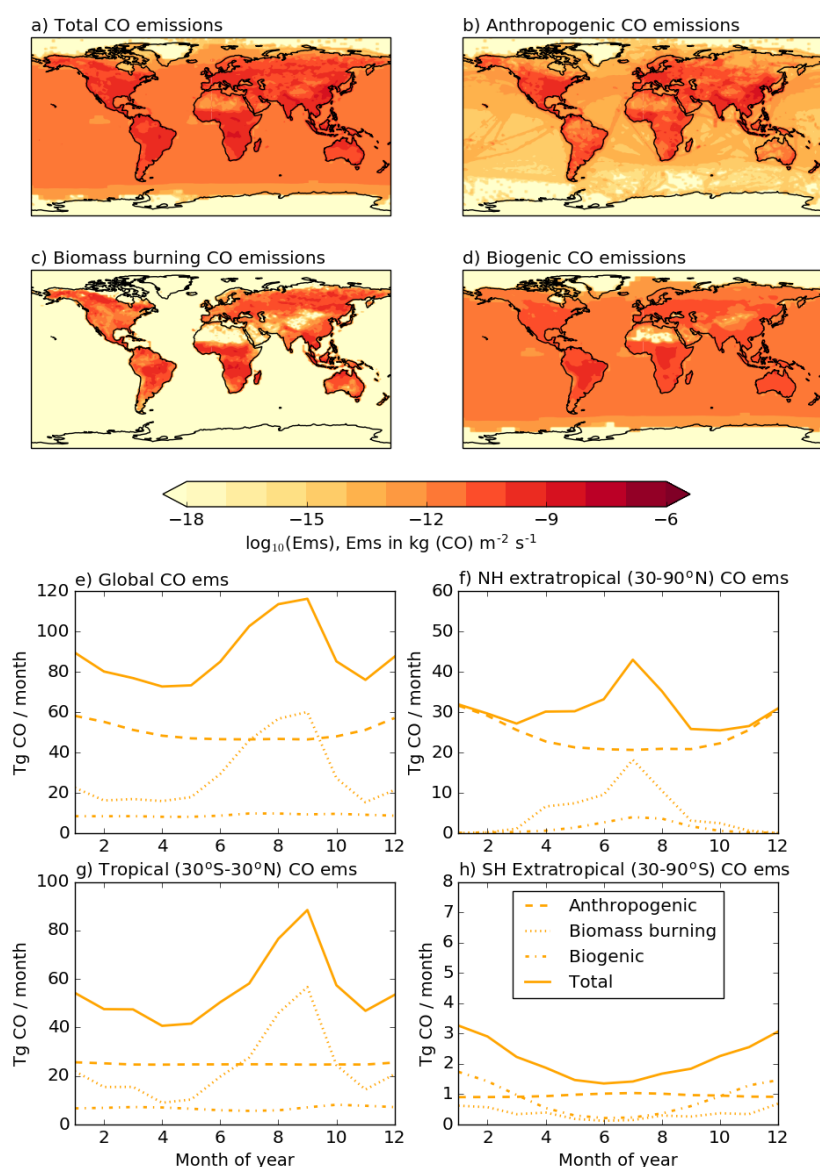 a) Total CO emissions
b) Anthropogenic CO emissions
c) Biomass burning CO emissions
d) Biogenic CO emissions
−18 −15 −12 −9 −6
log₁₀(Ems), Ems in kg (CO) m⁻² s⁻¹
e) Global CO ems
120
100
80
60
40
20
0
Tg CO / month
2 4 6 8 10 12
f) NH extratropical (30-90°N) CO ems
60
50
40
30
20
10
0
Tg CO / month
2 4 6 8 10 12
g) Tropical (30°S-30°N) CO ems
100
80
60
40
20
0
Tg CO / month
2 4 6 8 10 12
Month of year
h) SH Extratropical (30-90°S) CO ems
8
7
6
5
4
3
2
1
0
Tg CO / month
Anthropogenic
Biomass burning
Biogenic
Total
2 4 6 8 10 12
Month of year